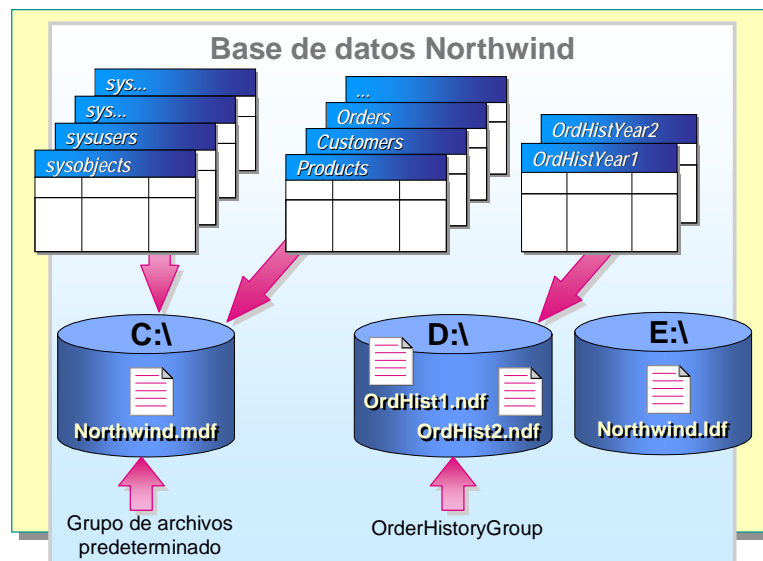 Base de datos Northwind
sys...
sys...
sysusers
sysobjects
...
Orders
Customers
Products
OrdHistYear2
OrdHistYear1
C:\
Northwind.mdf
D:\
OrdHist1.ndf
OrdHist2.ndf
E:\
Northwind.ldf
Grupo de archivos
predeterminado
OrderHistoryGroup